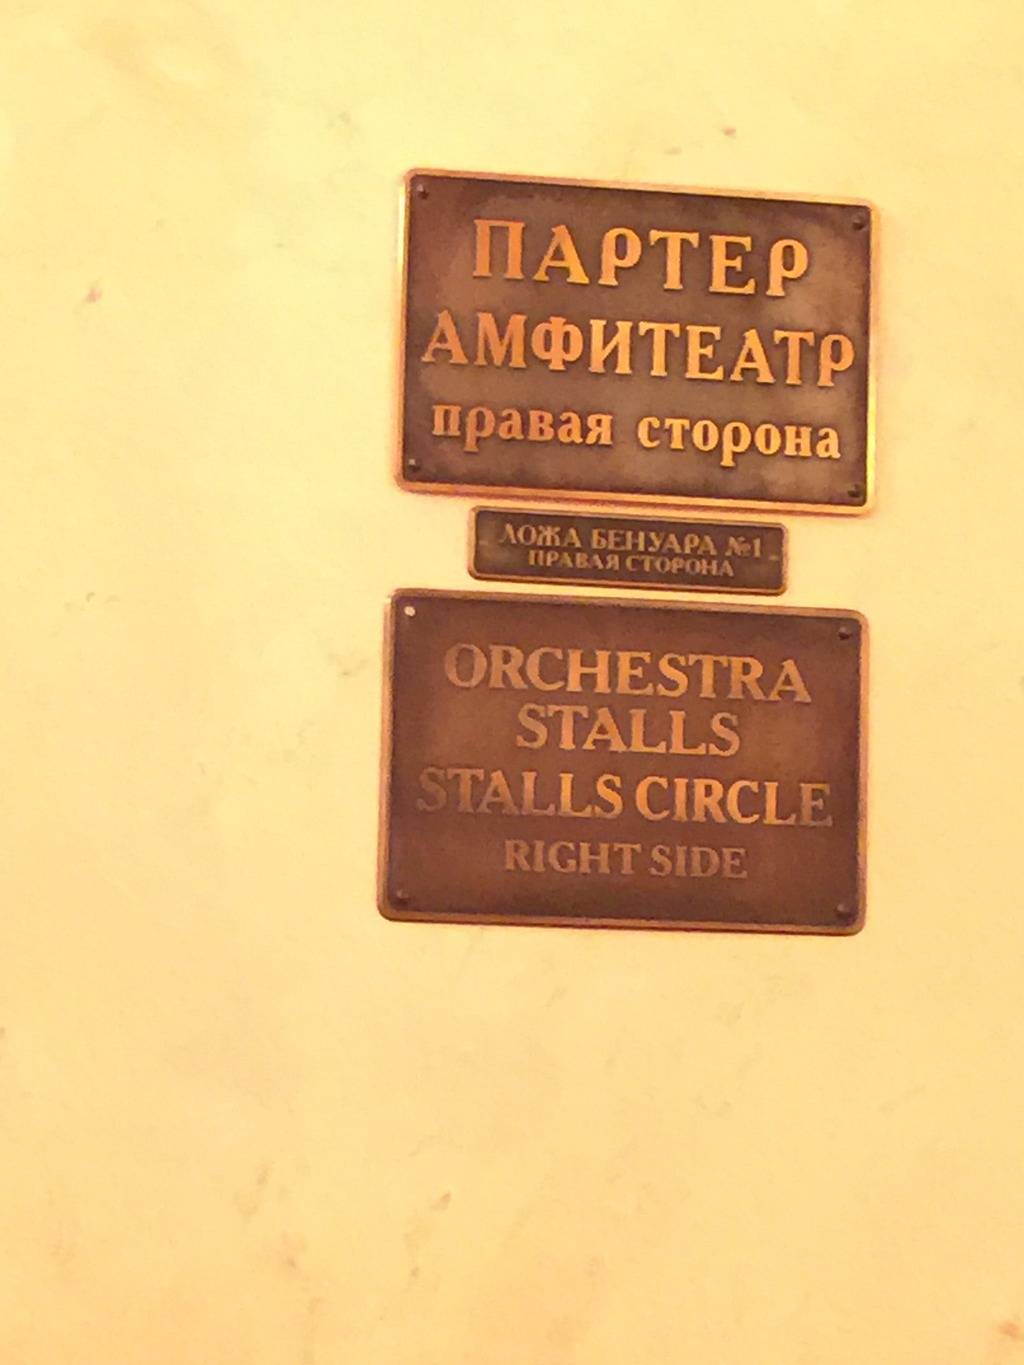 ПАРТЕР
АМФИТЕАТР
правая сторона
ЛОЖА БЕНУАРА №1
ПРАВАЯ СТОРОНА
ORCHESTRA
STALLS
STALLS CIRCLE
RIGHT SIDE